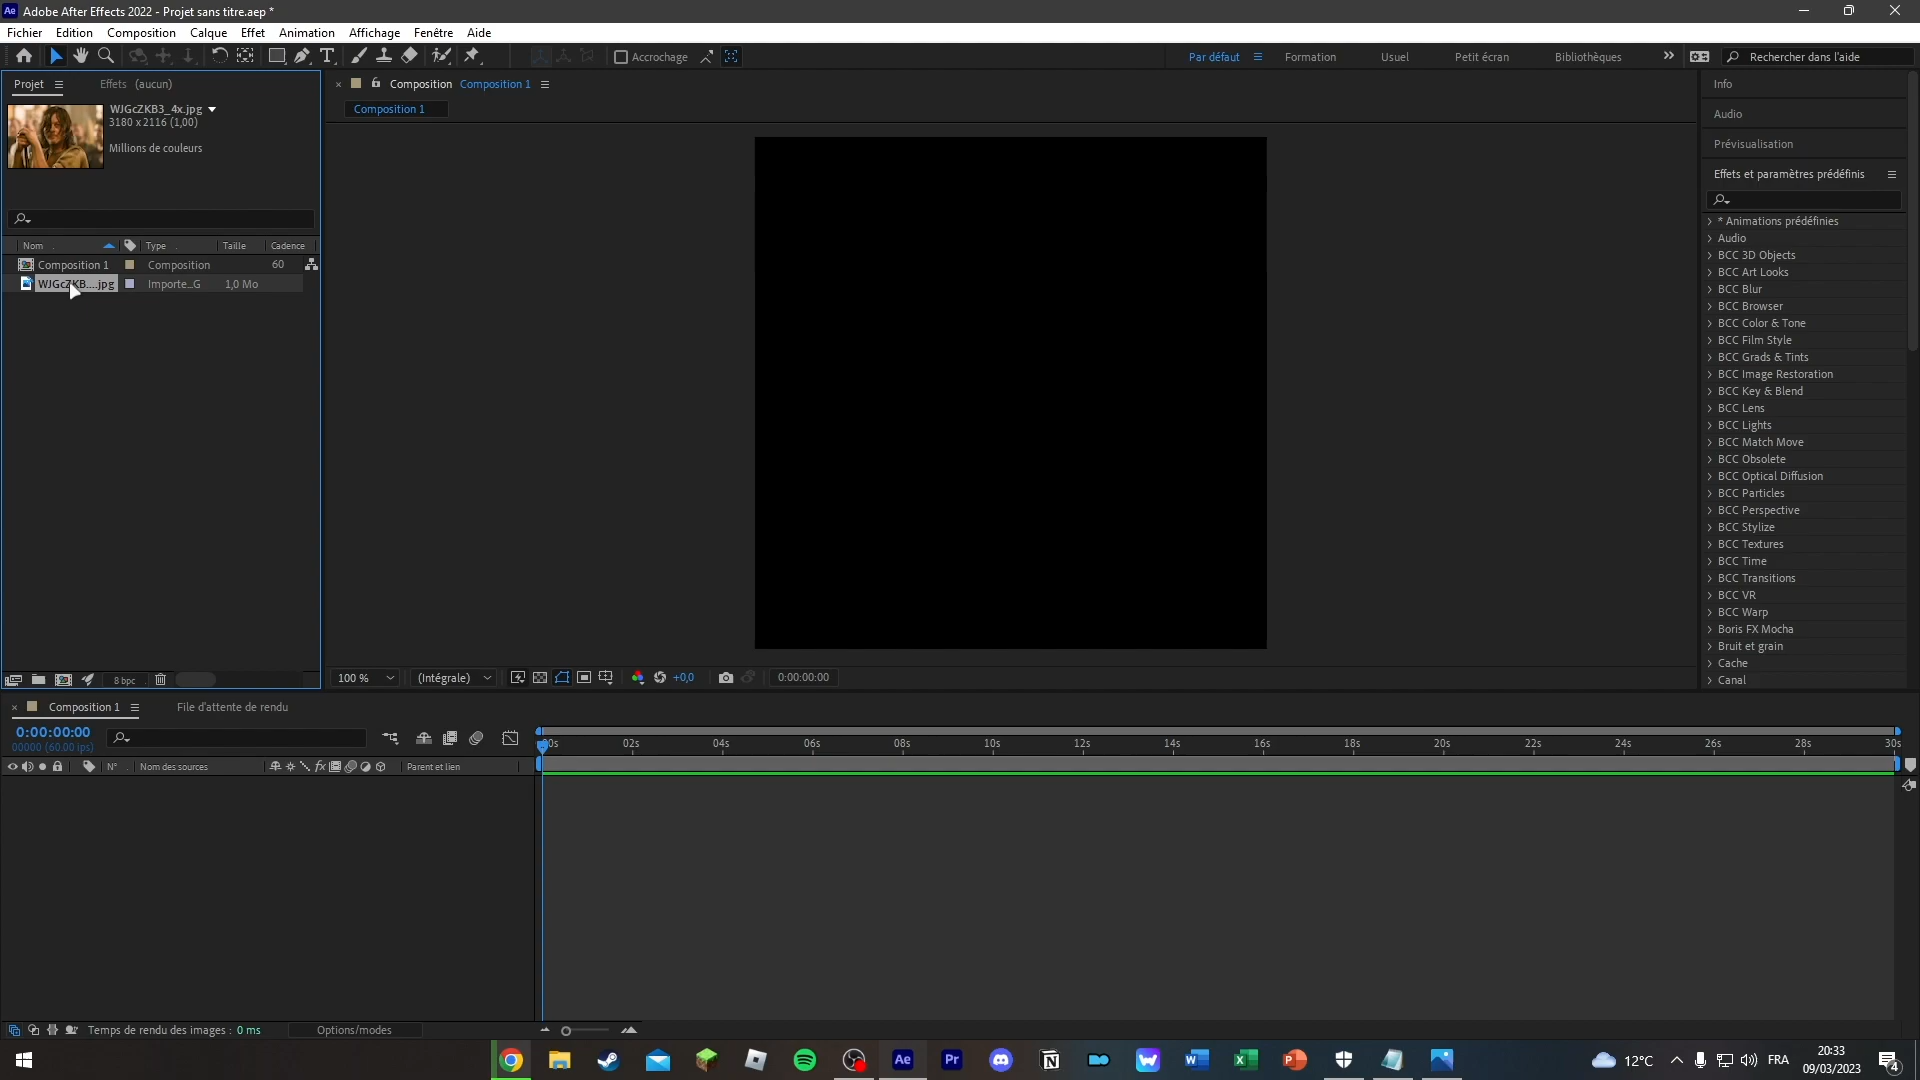 Ae Adobe After Effects 2022 - Projet sans titre.aep *
Fichier Edition Composition Calque Effet Animation Affichage Fenêtre Aide
Accrochage Par défaut Formation Usuel Petit écran Bibliothèques Rechercher dans l'aide
Projet Effets (aucun)
WJGcZKB3_4x.jpg
3180 x 2116 (1,00)
Millions de couleurs
Nom Type Taille Cadence
Composition 1 Composition 60
WJGcZKB....jpg Importe...G 1,0 Mo
8 bpc
Composition Composition 1
Composition 1
100 % (Intégrale) +0,0 0:00:00:00
Info
Audio
Prévisualisation
Effets et paramètres prédéfinis
* Animations prédéfinies
Audio
BCC 3D Objects
BCC Art Looks
BCC Blur
BCC Browser
BCC Color & Tone
BCC Film Style
BCC Grads & Tints
BCC Image Restoration
BCC Key & Blend
BCC Lens
BCC Lights
BCC Match Move
BCC Obsolete
BCC Optical Diffusion
BCC Particles
BCC Perspective
BCC Stylize
BCC Textures
BCC Time
BCC Transitions
BCC VR
BCC Warp
Boris FX Mocha
Bruit et grain
Cache
Canal
Composition 1 File d'attente de rendu
0:00:00:00
00000 (60.00 ips)
N° Nom des sources fx Parent et lien
00s 02s 04s 06s 08s 10s 12s 14s 16s 18s 20s 22s 24s 26s 28s 30s
Temps de rendu des images : 0 ms Options/modes
Ae Pr 12°C FRA
20:33
09/03/2023
4